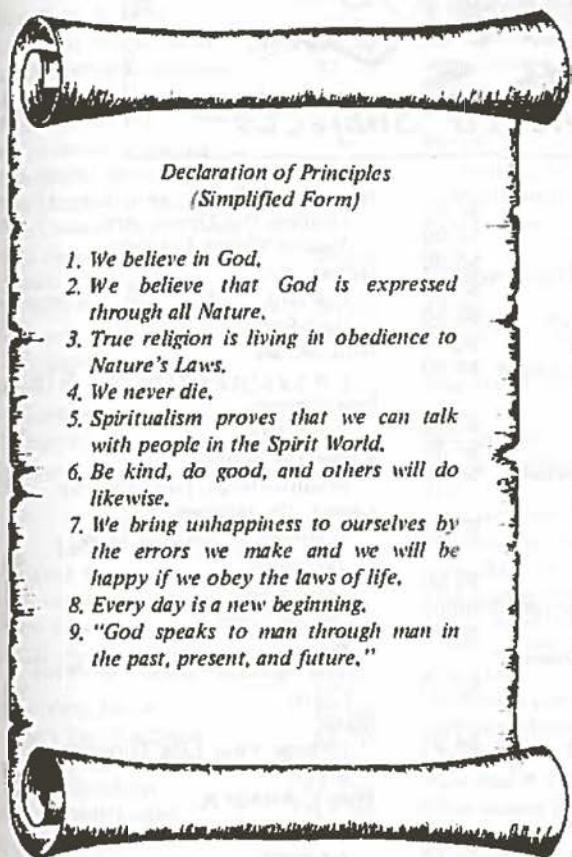 Declaration of Principles
(Simplified Form)
1. We believe in God.
2. We believe that God is expressed
through all Nature.
3. True religion is living in obedience to
Nature's Laws.
4. We never die.
5. Spiritualism proves that we can talk
with people in the Spirit World.
6. Be kind, do good, and others will do
likewise.
7. We bring unhappiness to ourselves by
the errors we make and we will be
happy if we obey the laws of life.
8. Every day is a new beginning.
9. "God speaks to man through man in
the past, present, and future."